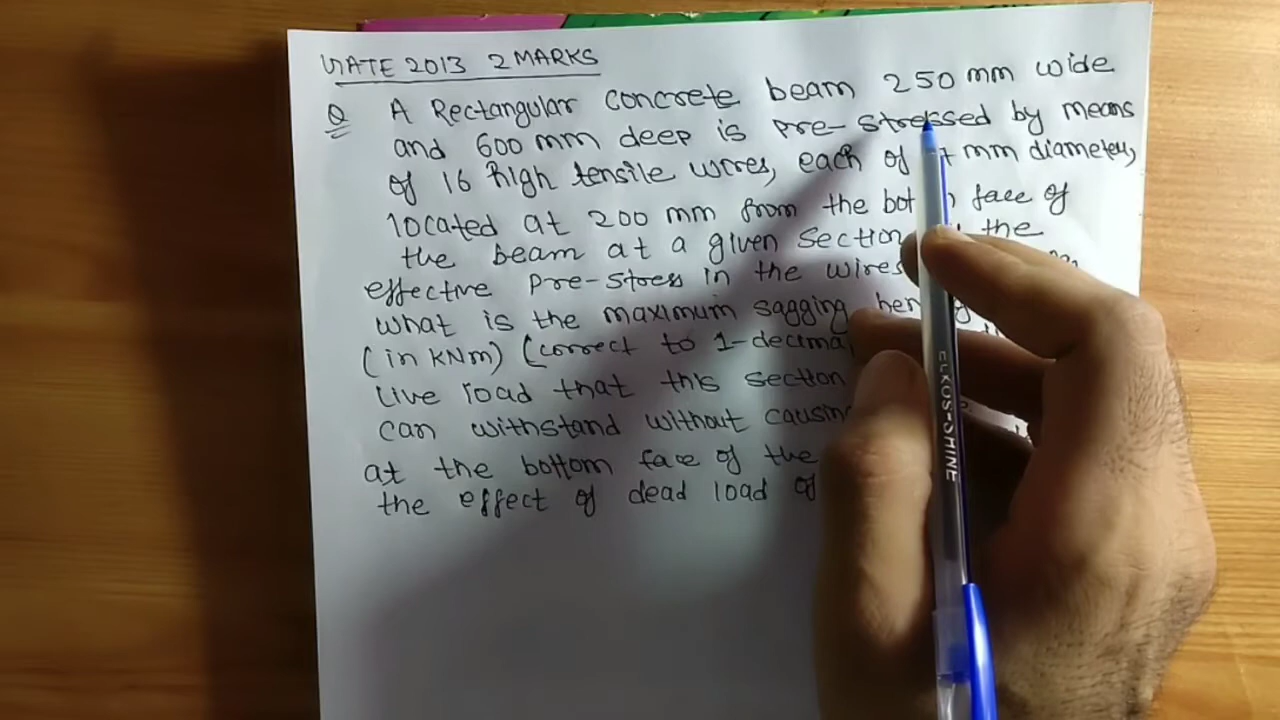 GATE 2013 2 MARKS
Q A Rectangular concrete beam 250 mm wide
and 600 mm deep is pre-stressed by means
of 16 high tensile wires, each of 7 mm diameter,
located at 200 mm from the bot face of
the beam at a given section the
effective pre-stress in the wires
what is the maximum sagging
(in KNm) (correct to 1-decimal
live load that this section
can withstand without causing
at the bottom face of the
the effect of dead load of
ELKOS-SHINE